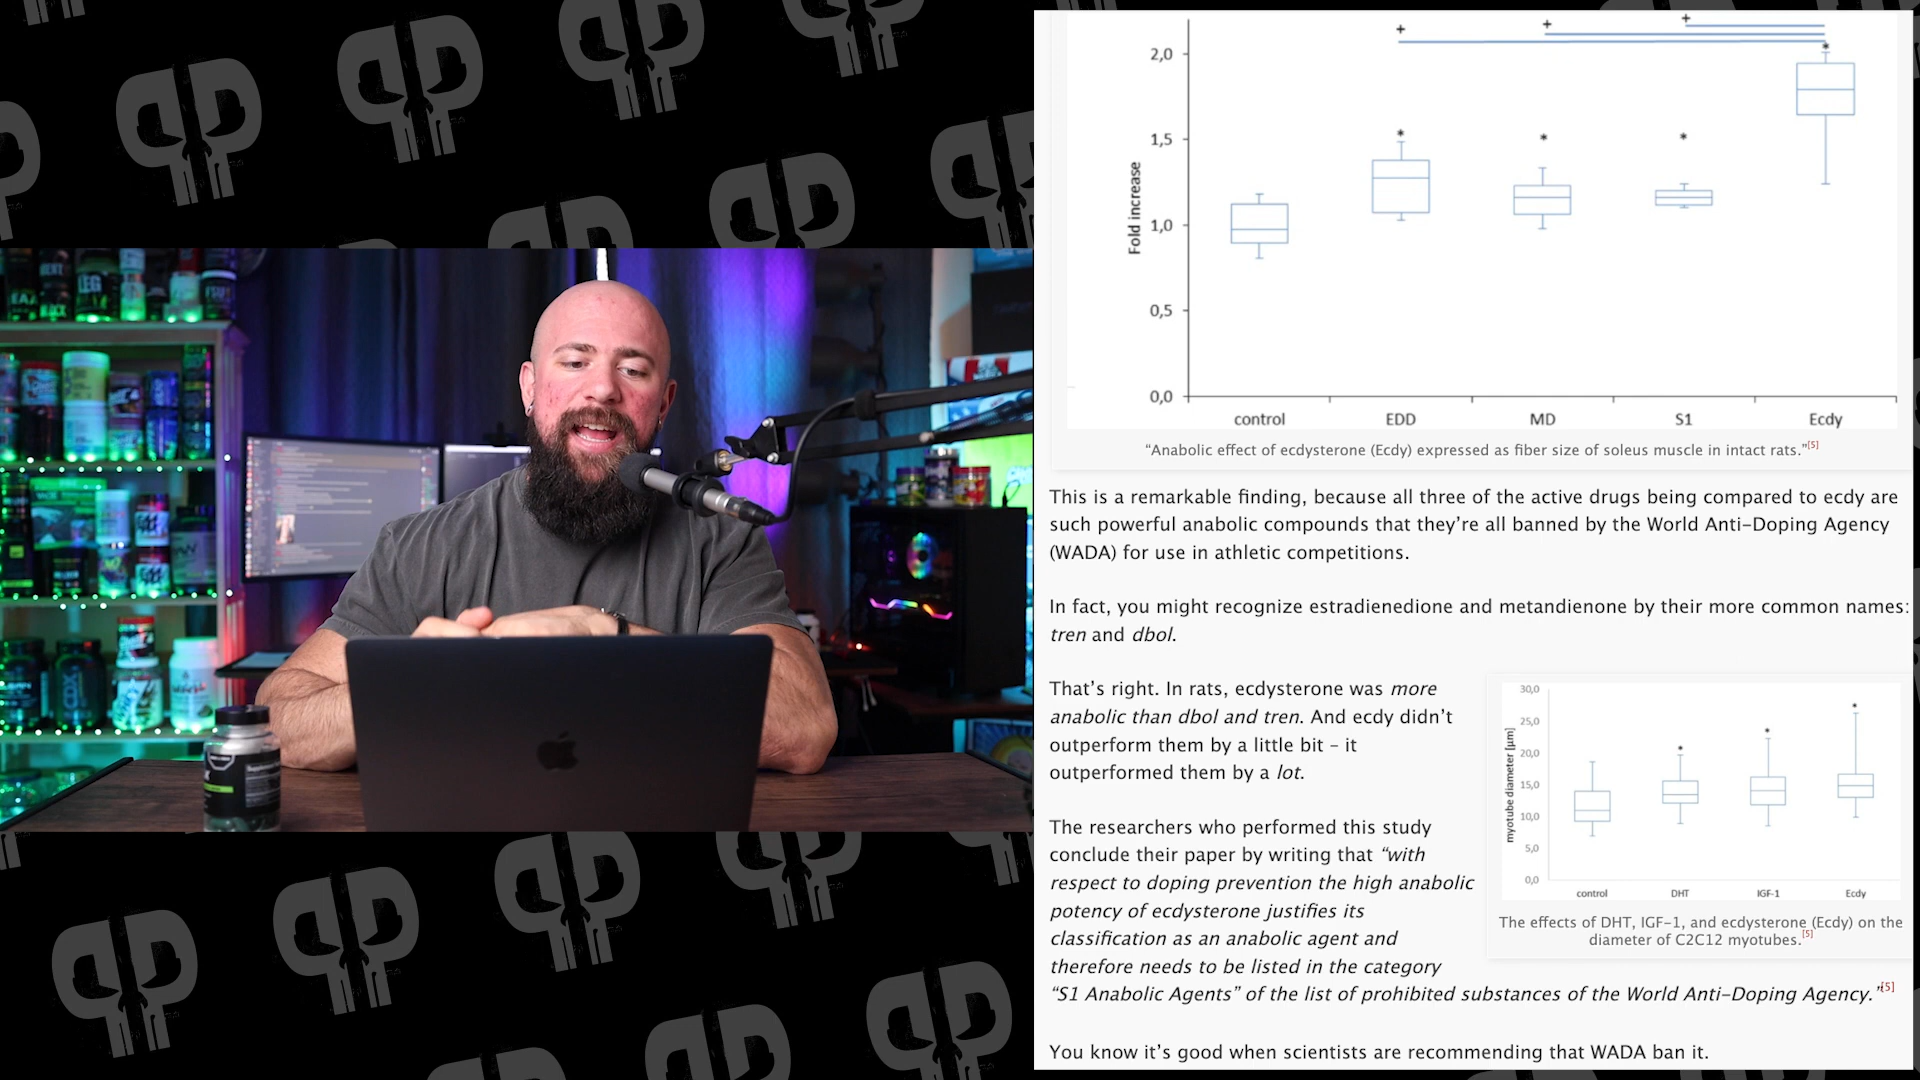 2,0
1,5
1,0
0,5
0,0
Fold increase
control EDD MD S1 Ecdy
“Anabolic effect of ecdysterone (Ecdy) expressed as fiber size of soleus muscle in intact rats.”[5]
This is a remarkable finding, because all three of the active drugs being compared to ecdy are
such powerful anabolic compounds that they’re all banned by the World Anti-Doping Agency
(WADA) for use in athletic competitions.
In fact, you might recognize estradienedione and metandienone by their more common names:
tren and dbol.
That’s right. In rats, ecdysterone was more
anabolic than dbol and tren. And ecdy didn’t
outperform them by a little bit – it
outperformed them by a lot.
The researchers who performed this study
conclude their paper by writing that “with
respect to doping prevention the high anabolic
potency of ecdysterone justifies its
classification as an anabolic agent and
therefore needs to be listed in the category
“S1 Anabolic Agents” of the list of prohibited substances of the World Anti-Doping Agency.”[5]
30,0
25,0
20,0
15,0
10,0
5,0
0,0
myotube diameter [µm]
control DHT IGF-1 Ecdy
The effects of DHT, IGF-1, and ecdysterone (Ecdy) on the
diameter of C2C12 myotubes.[5]
You know it’s good when scientists are recommending that WADA ban it.
LEG
EAA